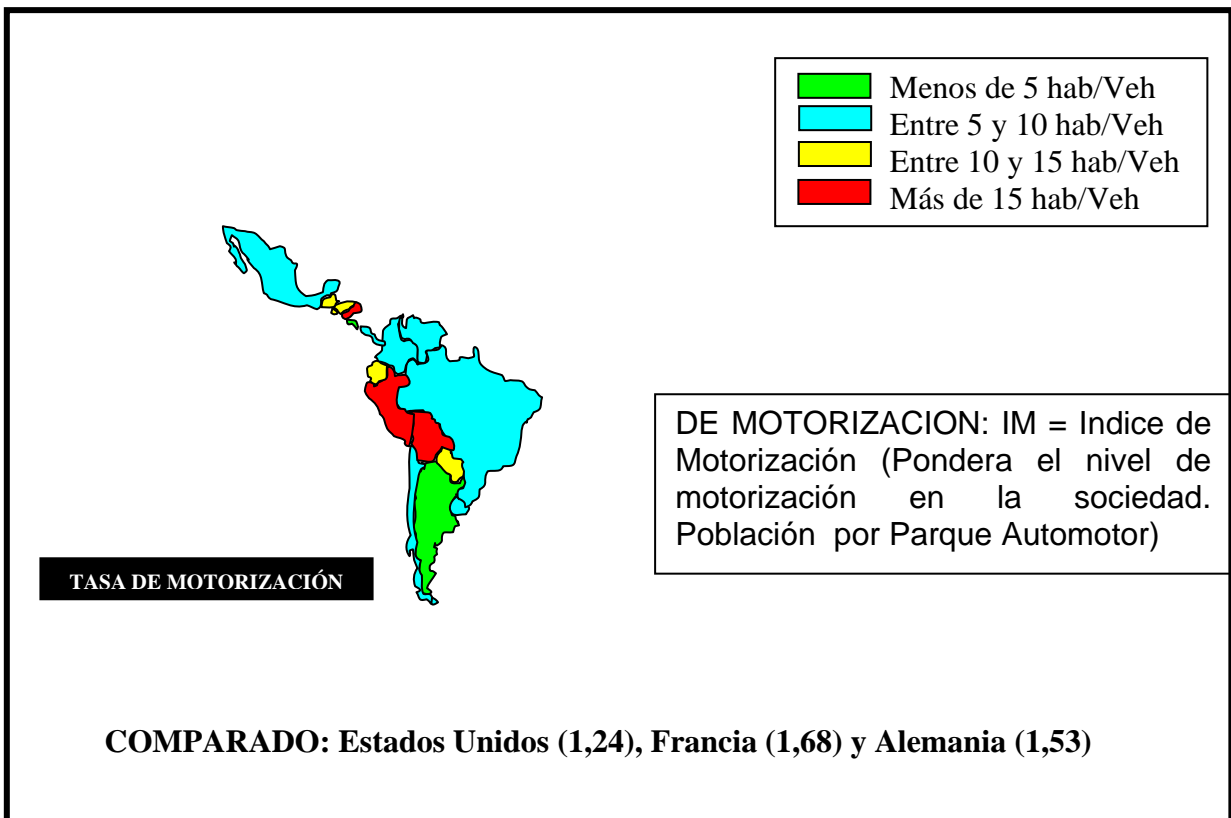 Menos de 5 hab/Veh
Entre 5 y 10 hab/Veh
Entre 10 y 15 hab/Veh
Más de 15 hab/Veh
DE MOTORIZACION: IM = Indice de
Motorización (Pondera el nivel de
motorización en la sociedad.
Población por Parque Automotor)
TASA DE MOTORIZACIÓN
COMPARADO: Estados Unidos (1,24), Francia (1,68) y Alemania (1,53)